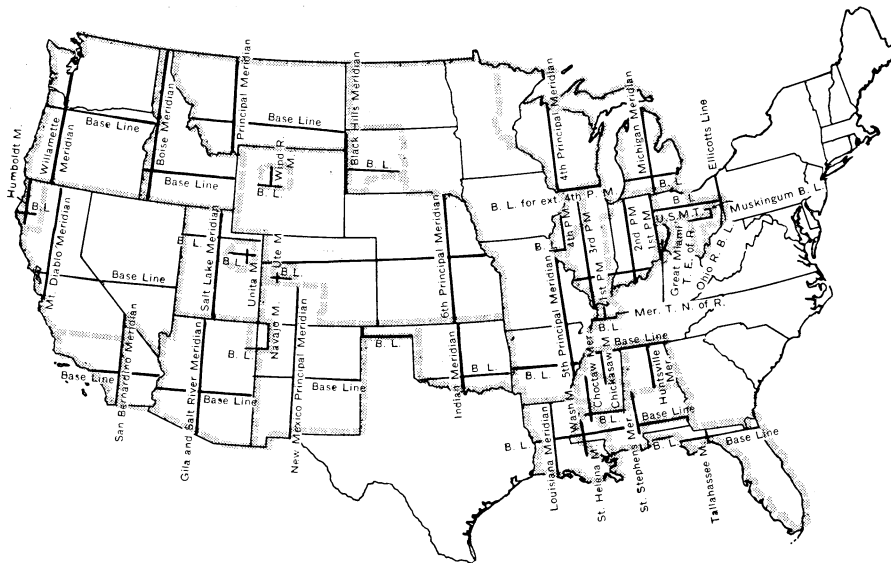 Humboldt M.
Willamette
Meridian
Base Line
Boise Meridian
Principal Meridian
Base Line
Black Hills Meridian
4th Principal Meridian
Michigan Meridian
Ellicotts Line
Wind R.
M.
B. L.
B. L.
Base Line
B. L.
B. L.
B. L.
Muskingum B. L.
U.S.M.T.
B. L. for ext. 4th P. M.
Mt. Diablo Meridian
Base Line
B. L.
Salt Lake Meridian
Unita M.
Ute M.
B. L.
6th Principal Meridian
B.
4th PM
3rd PM
2nd PM
1st PM
Great Miami
T. E. of R.
Ohio R. B. L.
1st PM
Mer. T. N. of R.
San Bernardino Meridian
Base Line
Gila and Salt River Meridian
Base Line
B. L.
Navajo M.
New Mexico Principal Meridian
Base Line
B. L.
Indian Meridian
B. L.
5th Principal Meridian
B. L.
B. L.
Base Line
Wash M.
Choctaw Mer.
Chickasaw M.
Huntsville
Mer.
B. L.
Base Line
B. L.
Louisiana Meridian
St. Helena M.
St. Stephens Mer.
B. L.
Base Line
Tallahassee M.